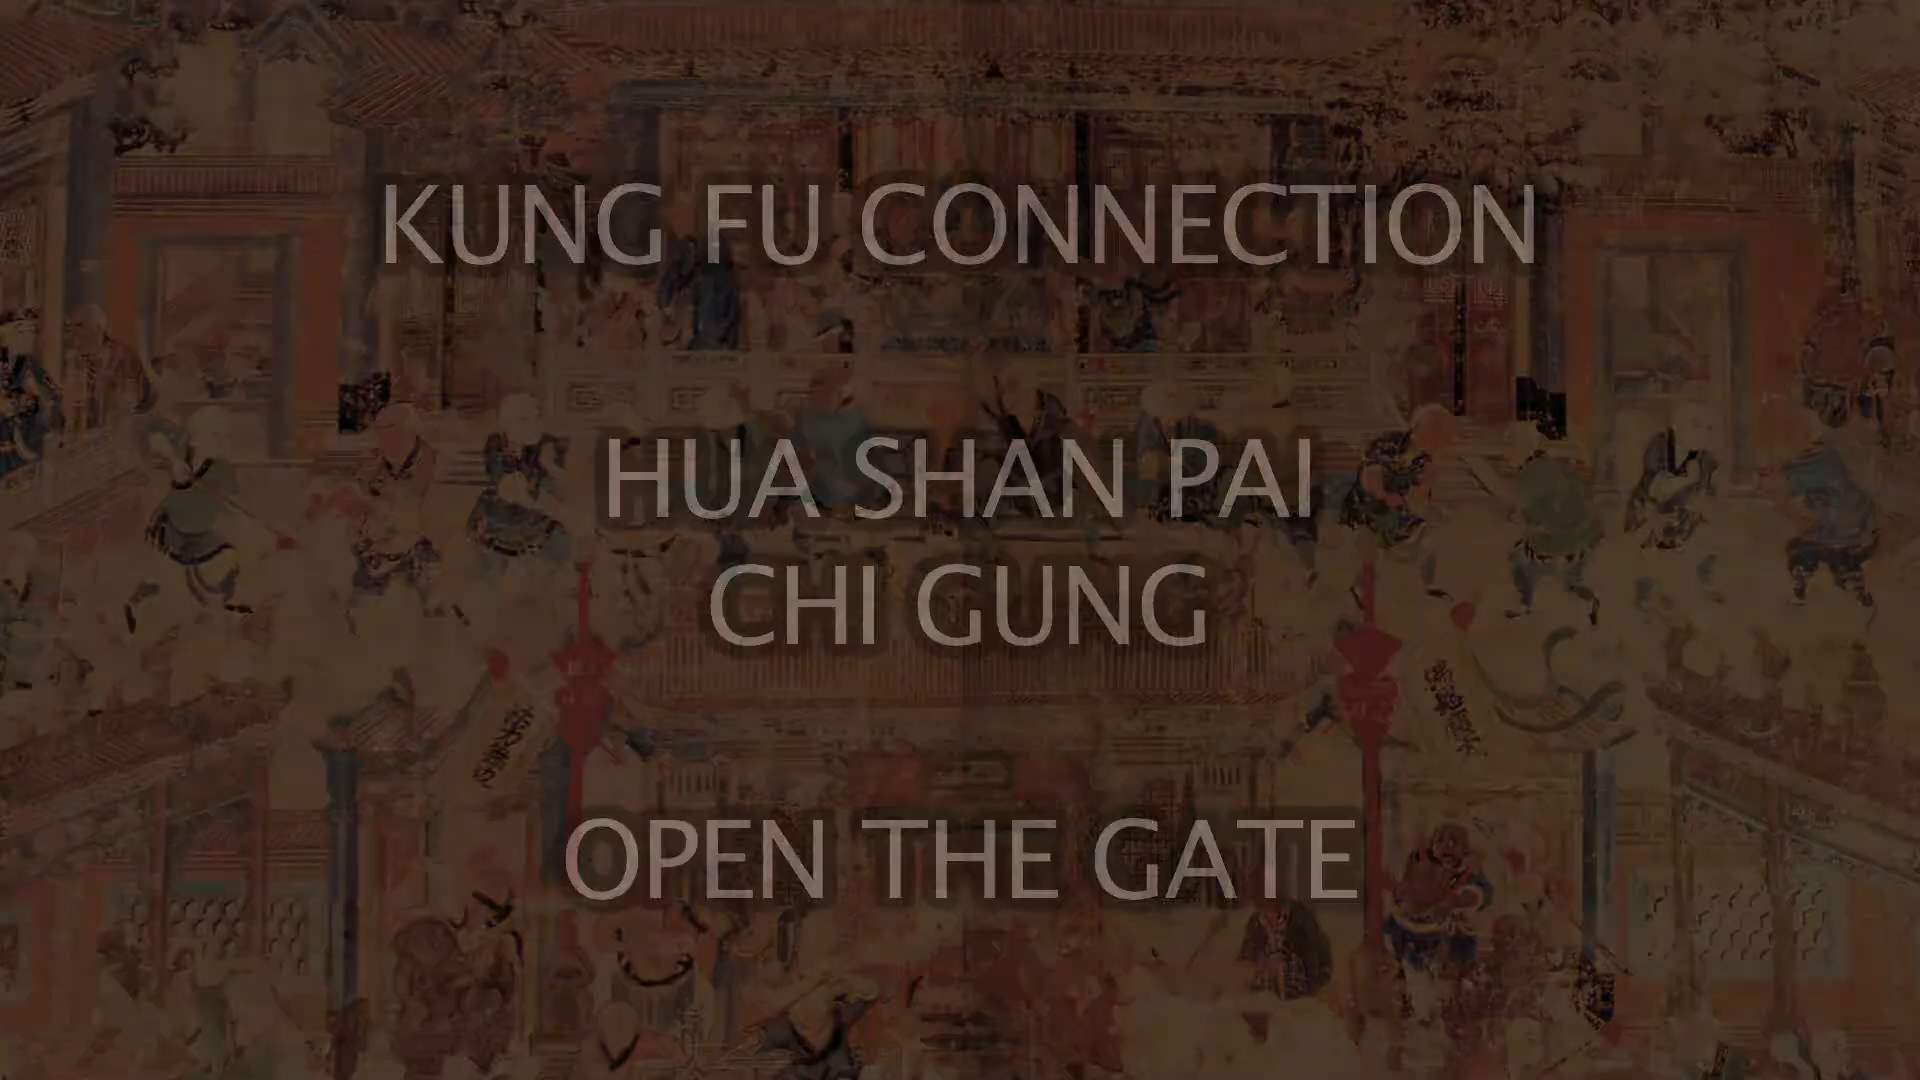 KUNG FU CONNECTION
HUA SHAN PAI
CHI GUNG
OPEN THE GATE